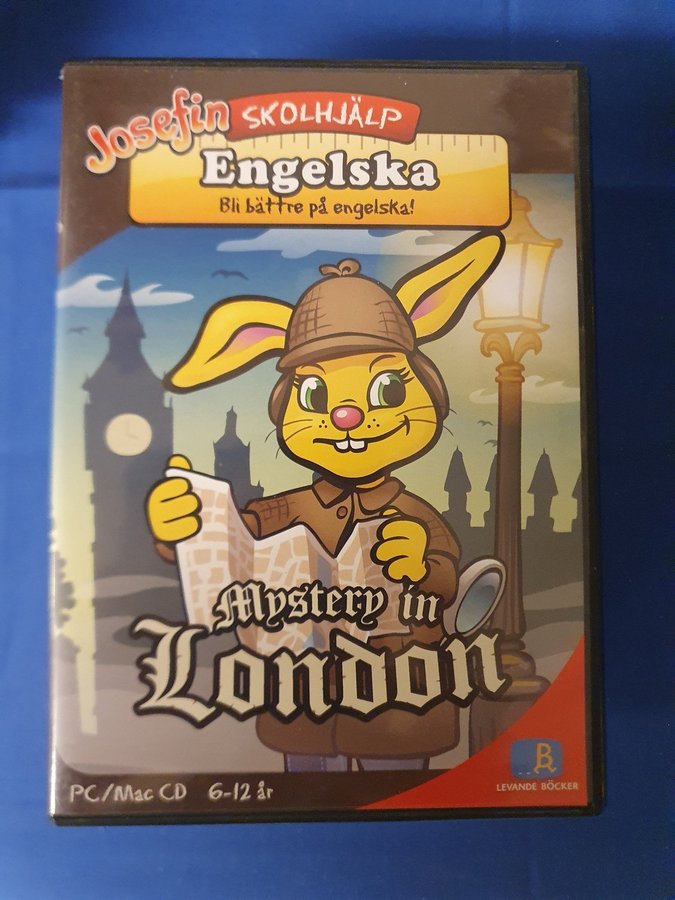 Josefin SKOLHJÄLP
Engelska
Bli bättre på engelska!
Mystery in
London
PC/Mac CD 6-12 år
LEVANDE BÖCKER